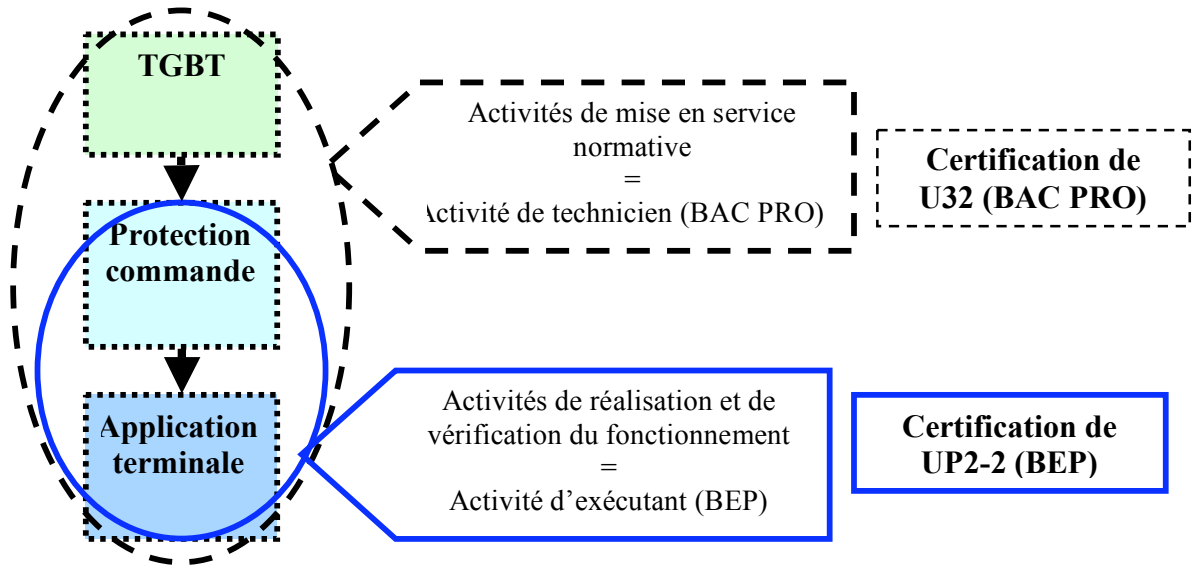 TGBT
Protection
commande
Application
terminale
Activités de mise en service
normative
=
Activité de technicien (BAC PRO)
Certification de
U32 (BAC PRO)
Activités de réalisation et de
vérification du fonctionnement
=
Activité d’exécutant (BEP)
Certification de
UP2-2 (BEP)